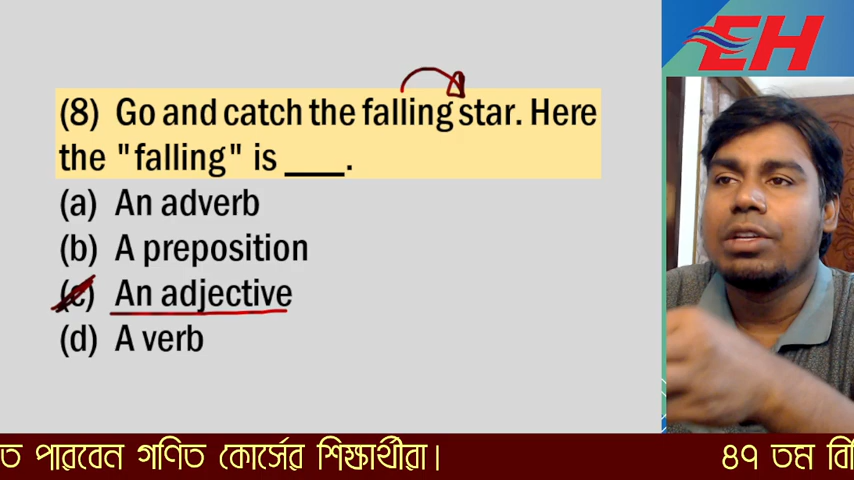 EH
(8) Go and catch the falling star. Here
the "falling" is ___.
(a) An adverb
(b) A preposition
(c) An adjective
(d) A verb
ত পারবেন গণিত কোর্সের শিক্ষার্থীরা। ৪৭ তম বি